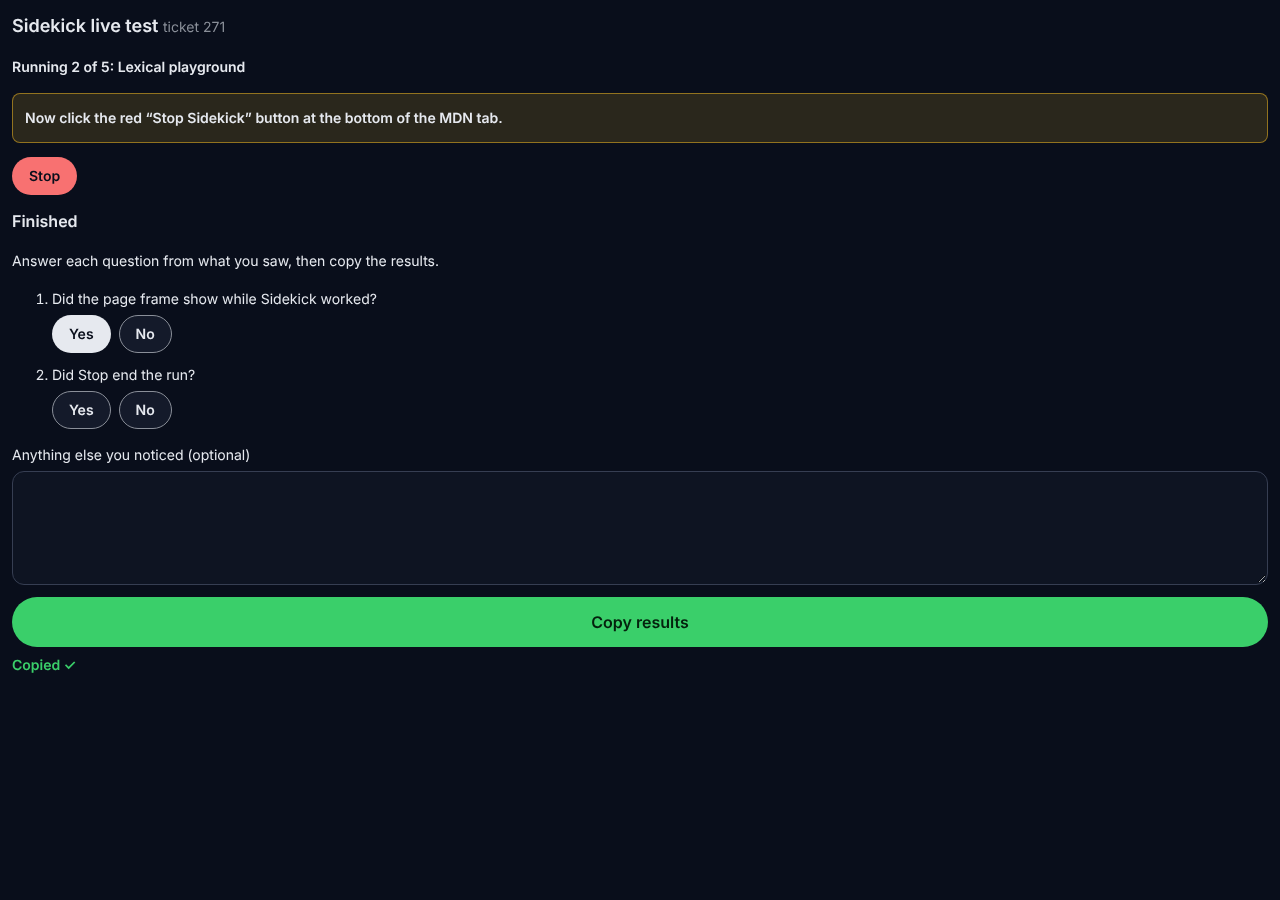 Sidekick live test ticket 271
Running 2 of 5: Lexical playground
Now click the red “Stop Sidekick” button at the bottom of the MDN tab.
Stop
Finished
Answer each question from what you saw, then copy the results.
1. Did the page frame show while Sidekick worked?
Yes No
2. Did Stop end the run?
Yes No
Anything else you noticed (optional)
Copy results
Copied ✓